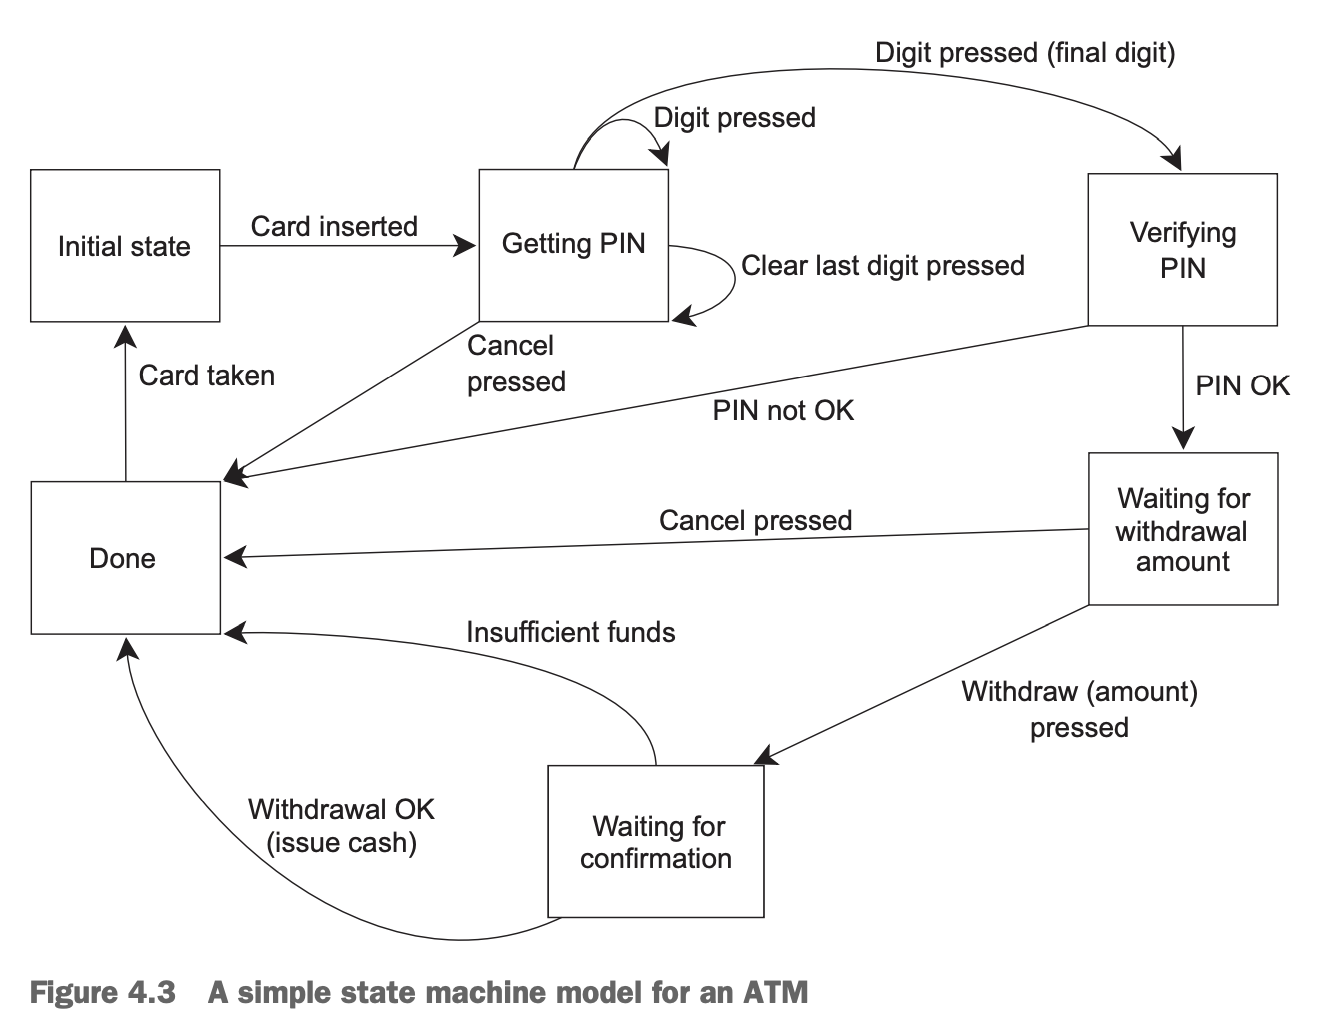 Digit pressed (final digit)
Digit pressed
Initial state
Card inserted
Getting PIN
Verifying
PIN
Clear last digit pressed
Cancel
pressed
Card taken
PIN not OK
PIN OK
Waiting for
withdrawal
amount
Cancel pressed
Done
Insufficient funds
Withdraw (amount)
pressed
Withdrawal OK
(issue cash)
Waiting for
confirmation
Figure 4.3 A simple state machine model for an ATM